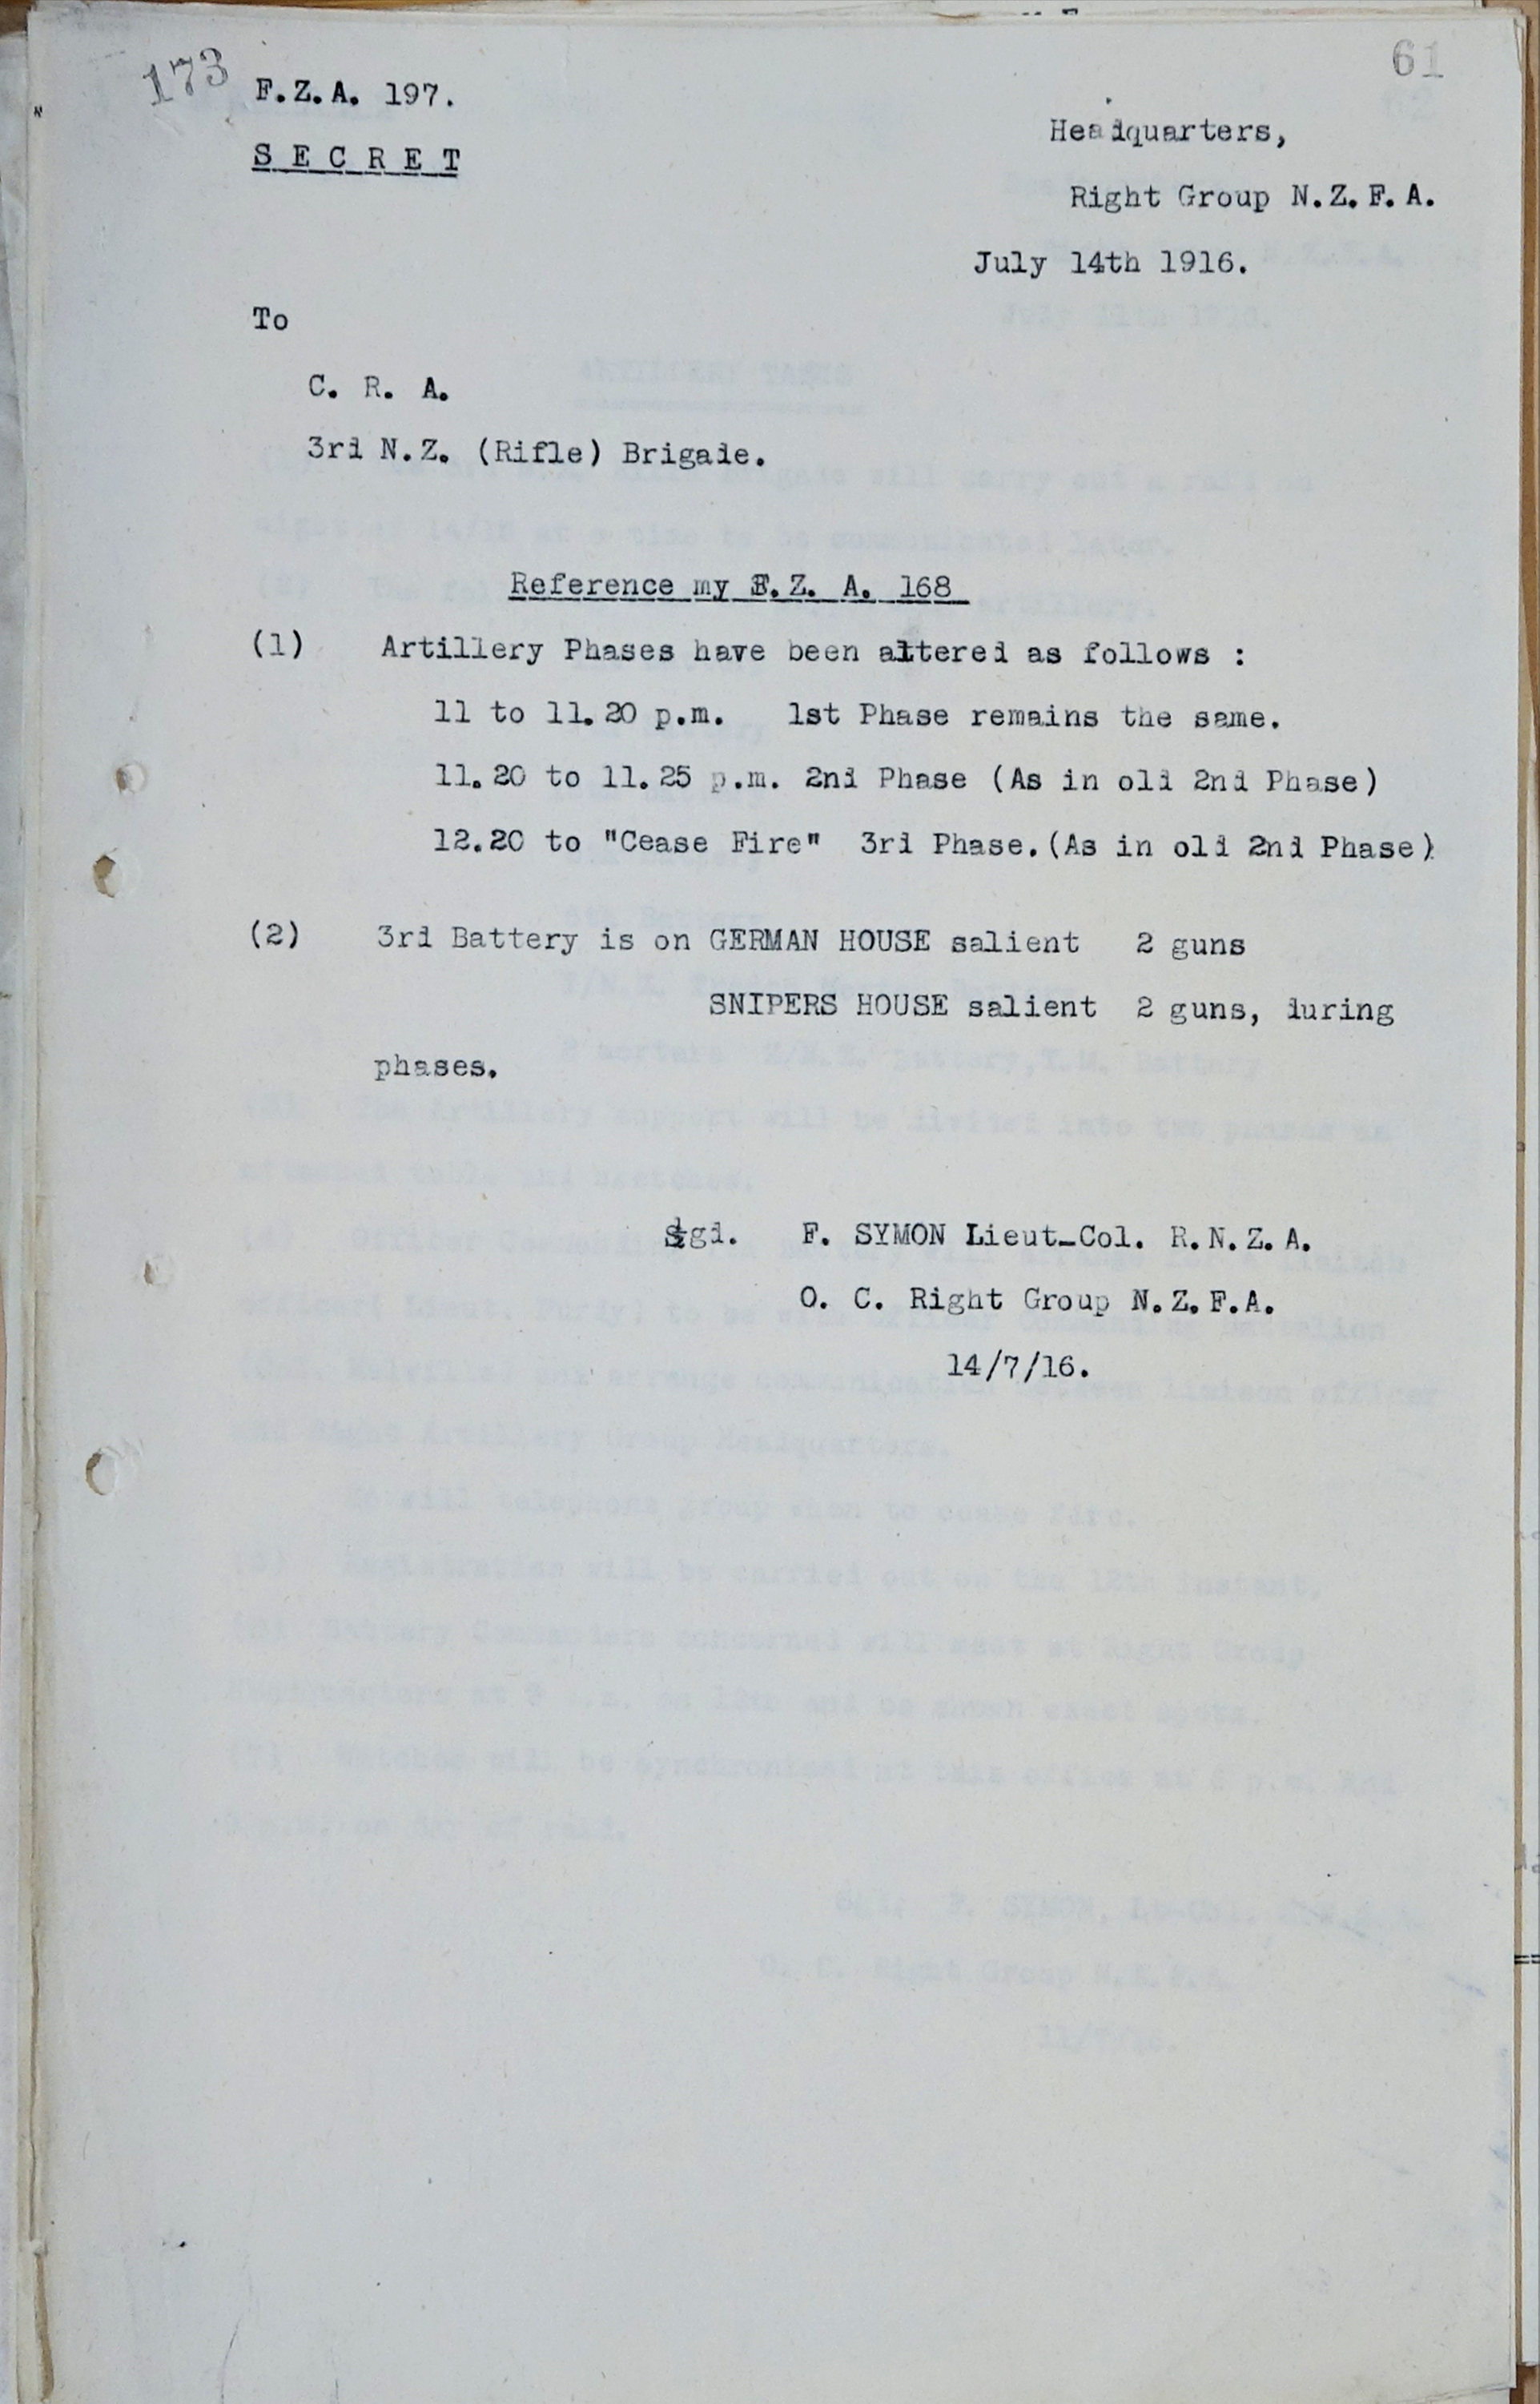 173
61
F.Z.A. 197.
Headquarters,
SECRET
Right Group N.Z.F.A.
July 14th 1916.
To
C. R. A.
3rd N.Z. (Rifle) Brigade.
Reference my F.Z. A. 168
(1) Artillery Phases have been altered as follows :
11 to 11.20 p.m. 1st Phase remains the same.
11.20 to 11.25 p.m. 2nd Phase (As in old 2nd Phase)
12.20 to "Cease Fire" 3rd Phase.(As in old 2nd Phase)
(2) 3rd Battery is on GERMAN HOUSE salient 2 guns
SNIPERS HOUSE salient 2 guns, during
phases.
Sgd. F. SYMON Lieut-Col. R.N.Z.A.
O. C. Right Group N.Z.F.A.
14/7/16.